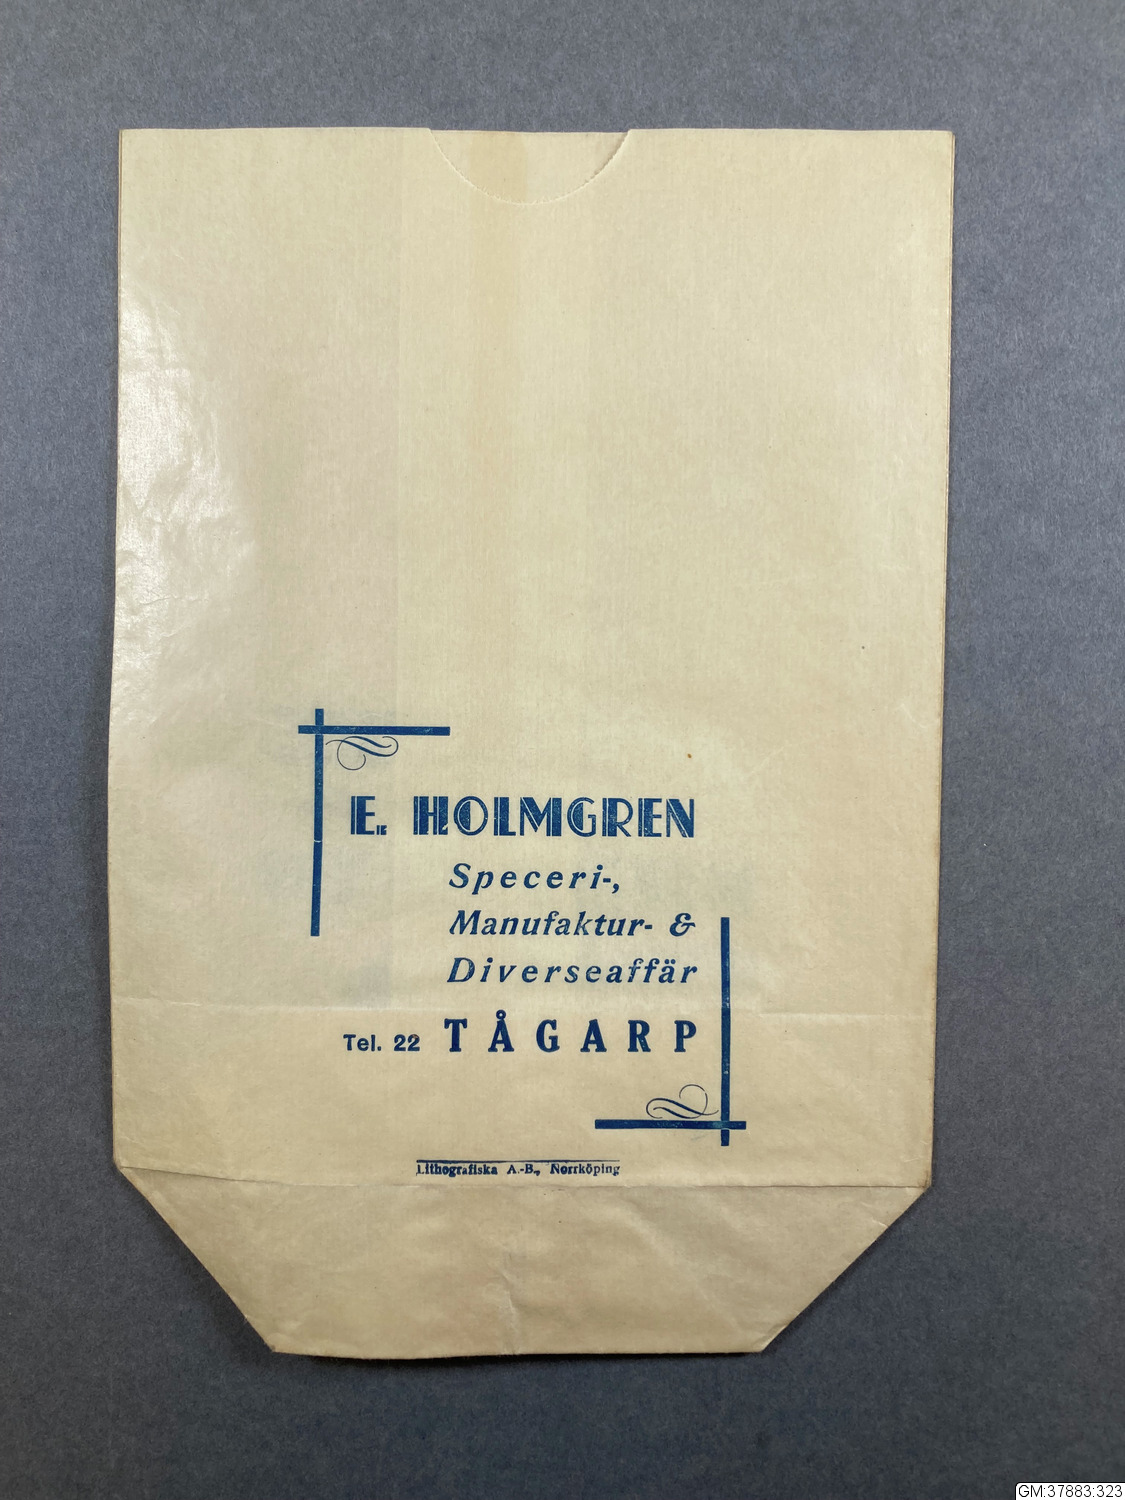 E. HOLMGREN
Speceri-,
Manufaktur- &
Diverseaffär
Tel. 22 TÅGARP
Lithografiska A.-B., Norrköping
GM:37883:323